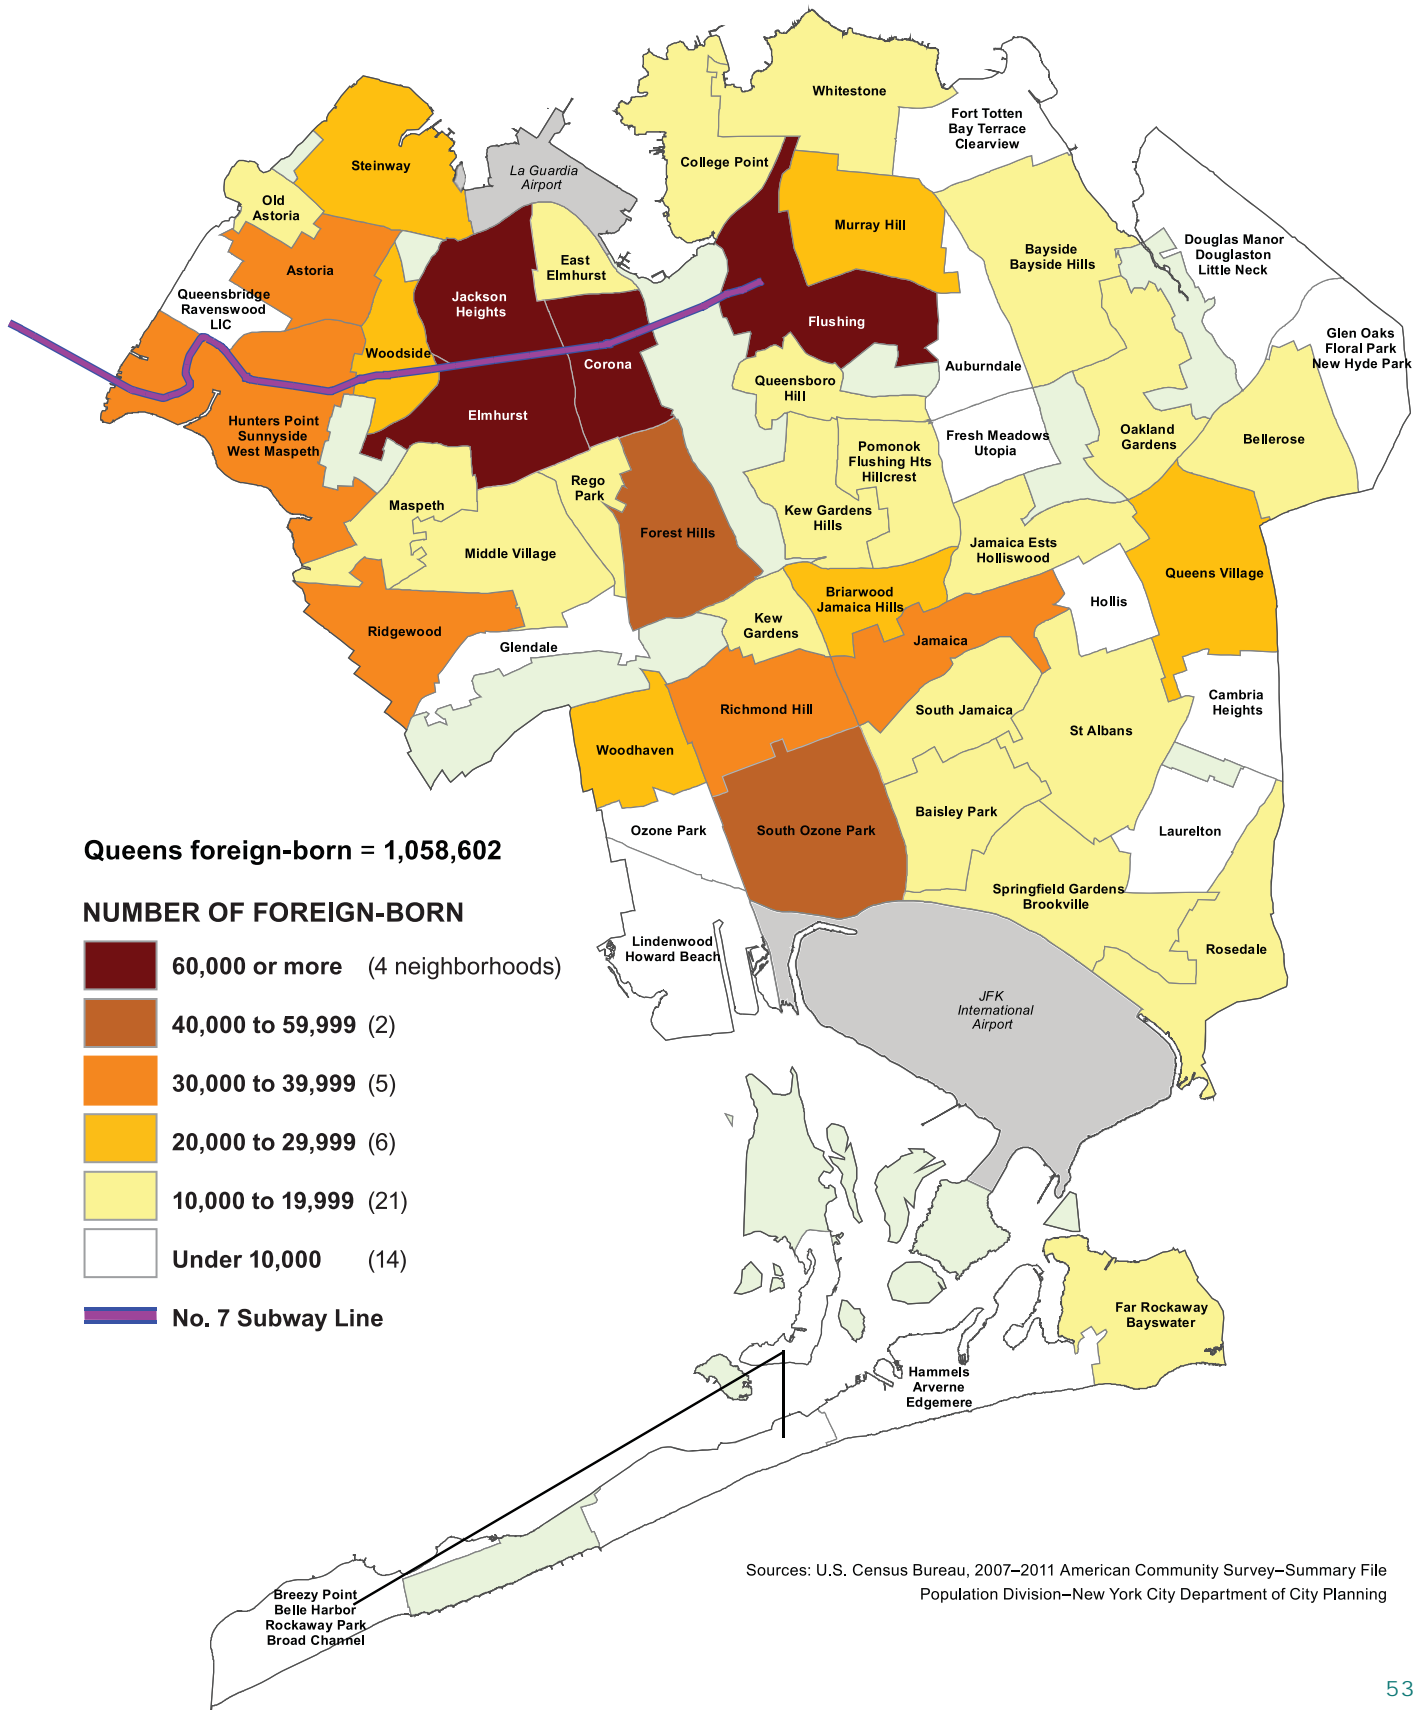 Whitestone
Fort Totten
Bay Terrace
Clearview
College Point
Steinway
La Guardia
Airport
Old
Astoria
Murray Hill
Douglas Manor
Douglaston
Little Neck
Bayside
Bayside Hills
East
Elmhurst
Astoria
Queensbridge
Ravenswood
LIC
Jackson
Heights
Flushing
Glen Oaks
Floral Park
New Hyde Park
Woodside
Corona
Auburndale
Queensboro
Hill
Elmhurst
Hunters Point
Sunnyside
West Maspeth
Fresh Meadows
Utopia
Oakland
Gardens
Bellerose
Pomonok
Flushing Hts
Hillcrest
Rego
Park
Maspeth
Kew Gardens
Hills
Forest Hills
Middle Village
Jamaica Ests
Holliswood
Queens Village
Briarwood
Jamaica Hills
Hollis
Kew
Gardens
Ridgewood
Glendale
Jamaica
Cambria
Heights
Richmond Hill
South Jamaica
St Albans
Woodhaven
Baisley Park
Ozone Park
South Ozone Park
Laurelton
Springfield Gardens
Brookville
Lindenwood
Howard Beach
Rosedale
JFK
International
Airport
Queens foreign-born = 1,058,602
NUMBER OF FOREIGN-BORN
60,000 or more (4 neighborhoods)
40,000 to 59,999 (2)
30,000 to 39,999 (5)
20,000 to 29,999 (6)
10,000 to 19,999 (21)
Under 10,000 (14)
No. 7 Subway Line
Far Rockaway
Bayswater
Hammels
Arverne
Edgemere
Breezy Point
Belle Harbor
Rockaway Park
Broad Channel
Sources: U.S. Census Bureau, 2007–2011 American Community Survey–Summary File
Population Division–New York City Department of City Planning
53